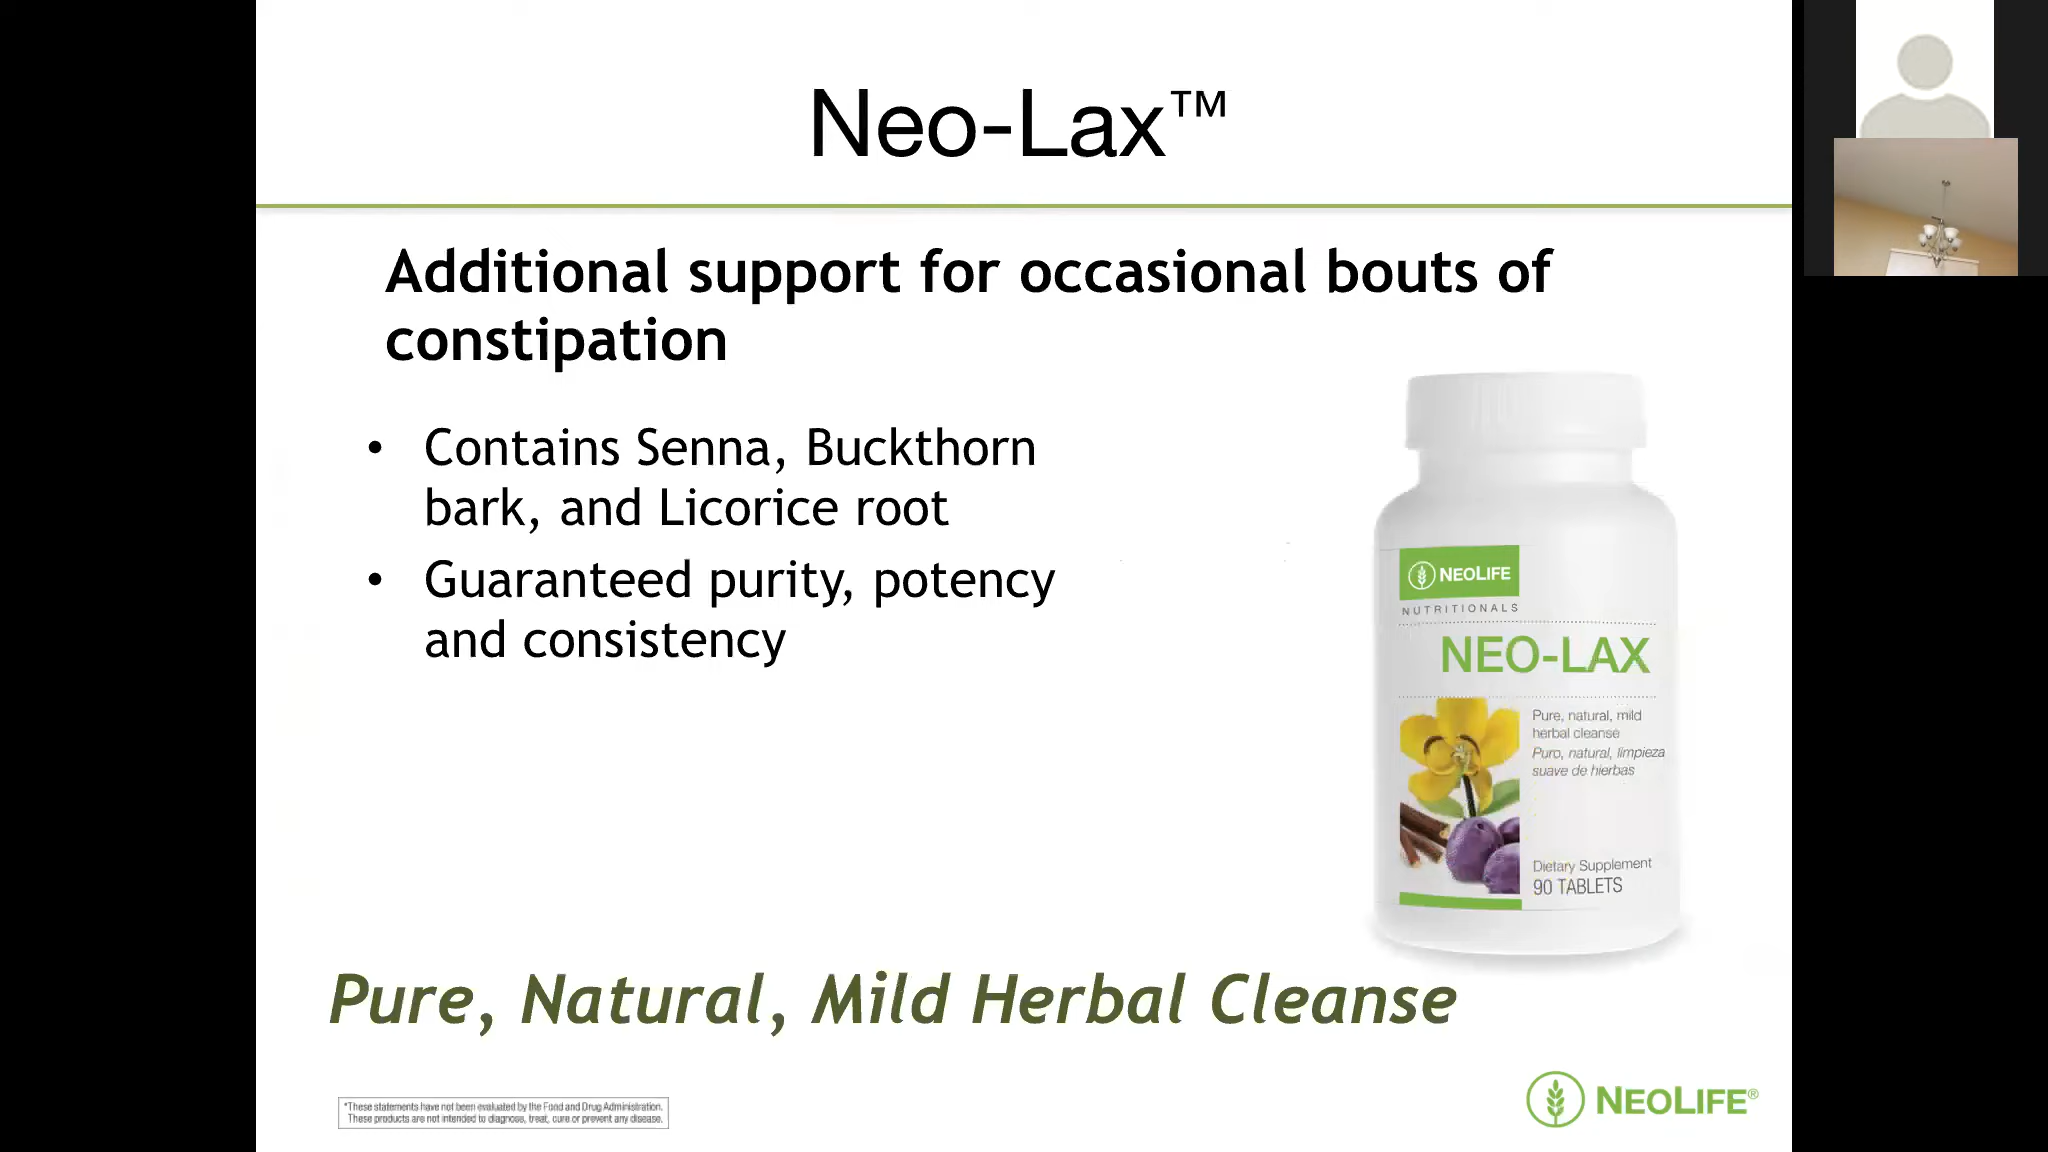 Neo-Lax™
Additional support for occasional bouts of
constipation
• Contains Senna, Buckthorn
bark, and Licorice root
• Guaranteed purity, potency
and consistency
NEOLIFE
NUTRITIONALS
NEO-LAX
Pure, natural, mild
herbal cleanse
Puro, natural, limpieza
suave de hierbas
Dietary Supplement
90 TABLETS
Pure, Natural, Mild Herbal Cleanse
*These statements have not been evaluated by the Food and Drug Administration.
These products are not intended to diagnose, treat, cure or prevent any disease.
NEOLIFE®